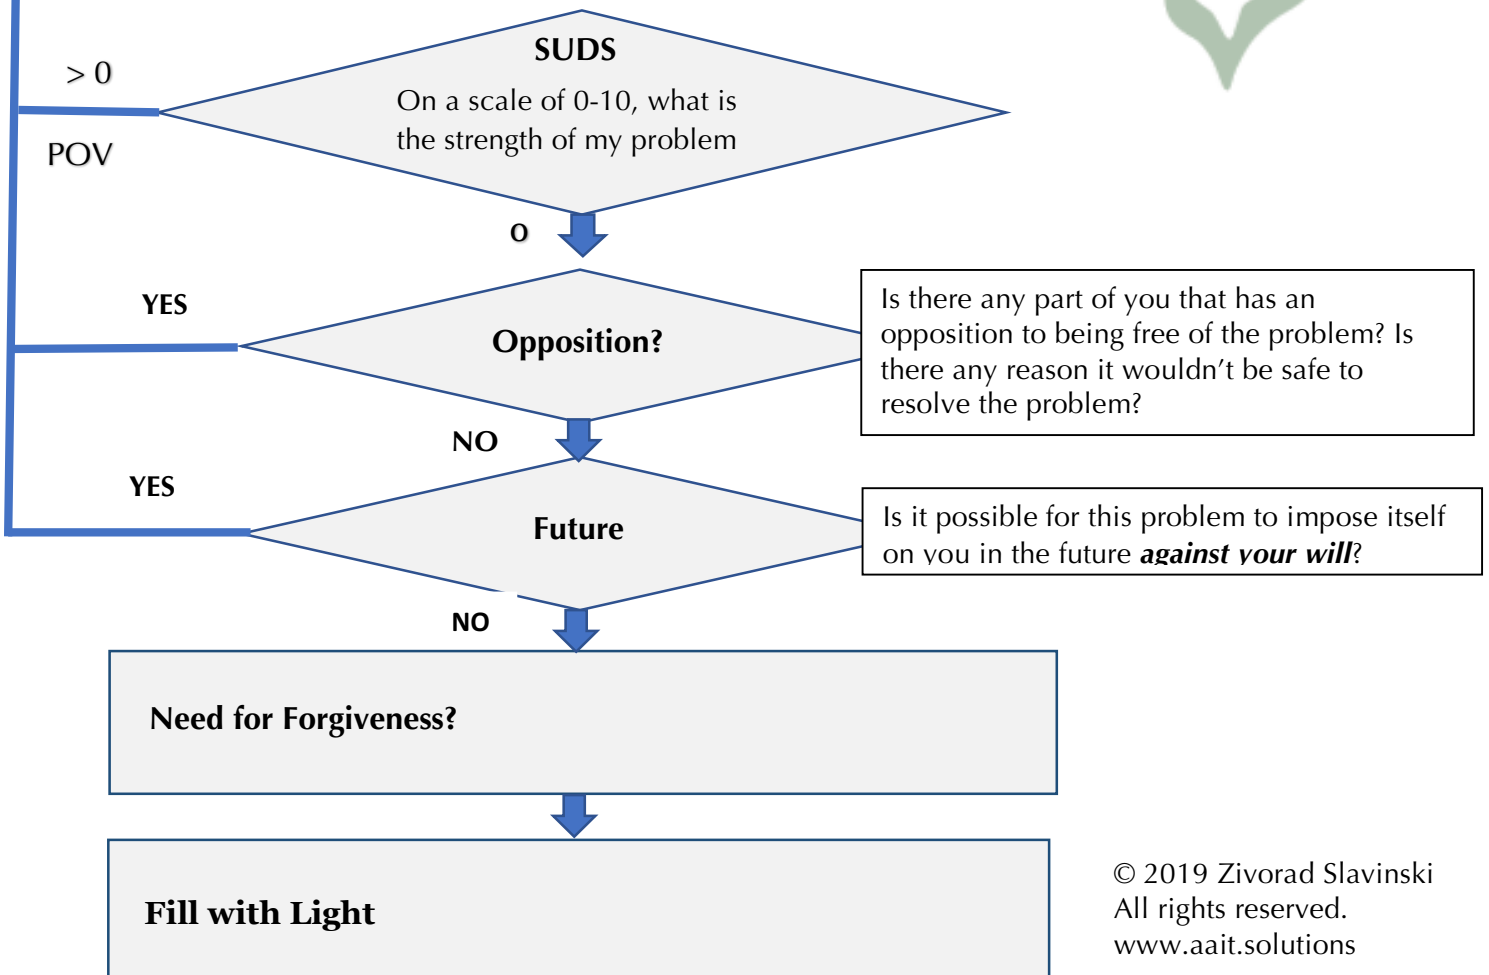 SUDS
> 0
On a scale of 0-10, what is
the strength of my problem
POV
0
YES
Opposition?
Is there any part of you that has an
opposition to being free of the problem? Is
there any reason it wouldn't be safe to
resolve the problem?
NO
YES
Future
Is it possible for this problem to impose itself
on you in the future against your will?
NO
Need for Forgiveness?
Fill with Light
© 2019 Zivorad Slavinski
All rights reserved.
www.aait.solutions